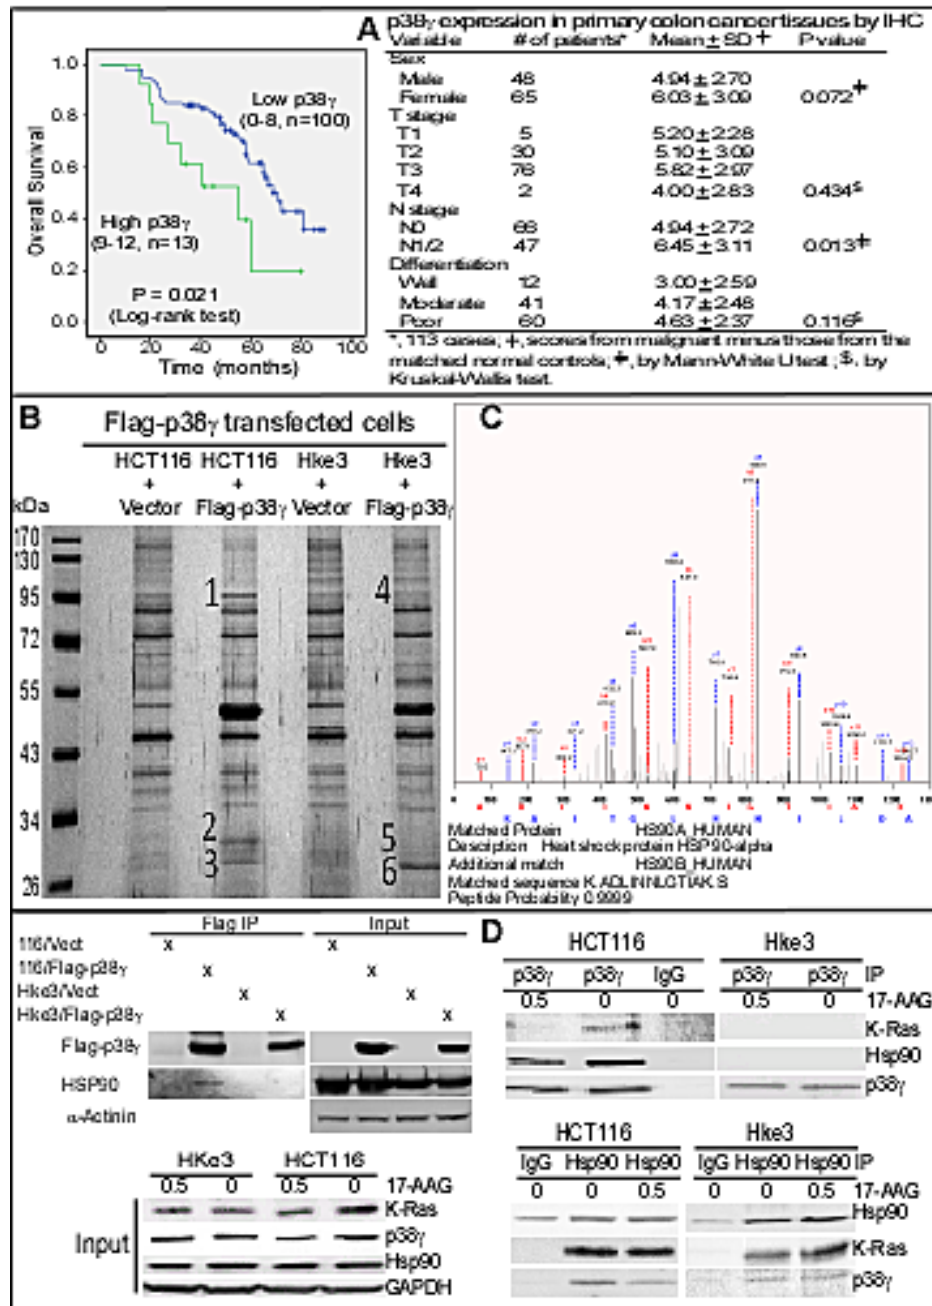 A
p38γ expression in primary colon cancer tissues by IHC
Variable # of patients* Mean ± SD + P value
Sex
Male 48 4.94 ± 2.70
Female 65 6.03 ± 3.09 0.072‡
T stage
T1 5 5.20 ± 2.28
T2 30 5.10 ± 3.09
T3 76 5.82 ± 2.97
T4 2 4.00 ± 2.83 0.434$
N stage
N0 66 4.94 ± 2.72
N1/2 47 6.45 ± 3.11 0.013‡
Differentiation
Wall 12 3.00 ± 2.59
Moderate 41 4.17 ± 2.48
Poor 60 4.63 ± 2.37 0.116$
*, 113 cases; +, scores from malignant minus those from the
matched normal controls; ‡, by Mann-White U test; $, by
Kruskal-Wallis test.
Overall Survival
1.0
0.8
0.6
0.4
0.2
0.0
Low p38γ
(0-8, n=100)
High p38γ
(9-12, n=13)
P = 0.021
(Log-rank test)
0 20 40 60 80 100
Time (months)
B
Flag-p38γ transfected cells
HCT116 HCT116 Hke3 Hke3
+ + + +
kDa Vector Flag-p38γ Vector Flag-p38γ
170
130
95
72
55
43
34
26
1
2
3
4
5
6
C
Matched Protein HS90A_HUMAN
Description Heat shock protein HSP 90-alpha
Additional match HS90B_HUMAN
Matched sequence K.ADLINNLGTIAK.S
Peptide Probability 0.9999
Flag IP Input
116/Vect x x
116/Flag-p38γ x x
Hke3/Vect x x
Hke3/Flag-p38γ x x
Flag-p38γ
HSP90
α-Actinin
HKe3 HCT116
0.5 0 0.5 0 17-AAG
Input
K-Ras
p38γ
Hsp90
GAPDH
D
HCT116 Hke3
p38γ p38γ IgG p38γ p38γ IP
0.5 0 0 0.5 0 17-AAG
K-Ras
Hsp90
p38γ
HCT116 Hke3
IgG Hsp90 Hsp90 IgG Hsp90 Hsp90 IP
0 0 0.5 0 0 0.5 17-AAG
Hsp90
K-Ras
p38γ